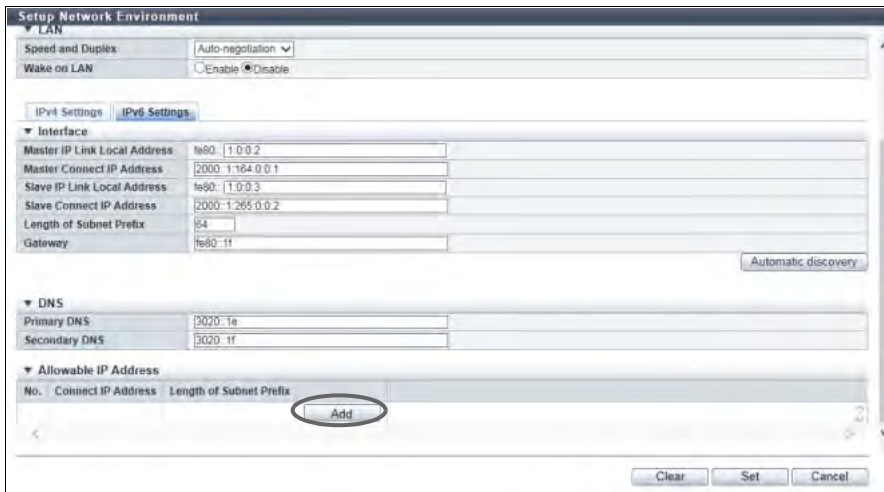 Setup Network Environment
▼ LAN
Speed and Duplex Auto-negotiation
Wake on LAN Enable Disable
IPv4 Settings IPv6 Settings
▼ Interface
Master IP Link Local Address fe80:: 1:0:0:2
Master Connect IP Address 2000::1:164:0:0:1
Slave IP Link Local Address fe80:: 1:0:0:3
Slave Connect IP Address 2000::1:265:0:0:2
Length of Subnet Prefix 64
Gateway fe80::1f
Automatic discovery
▼ DNS
Primary DNS 3020::1e
Secondary DNS 3020::1f
▼ Allowable IP Address
No. Connect IP Address Length of Subnet Prefix
Add
Clear Set Cancel